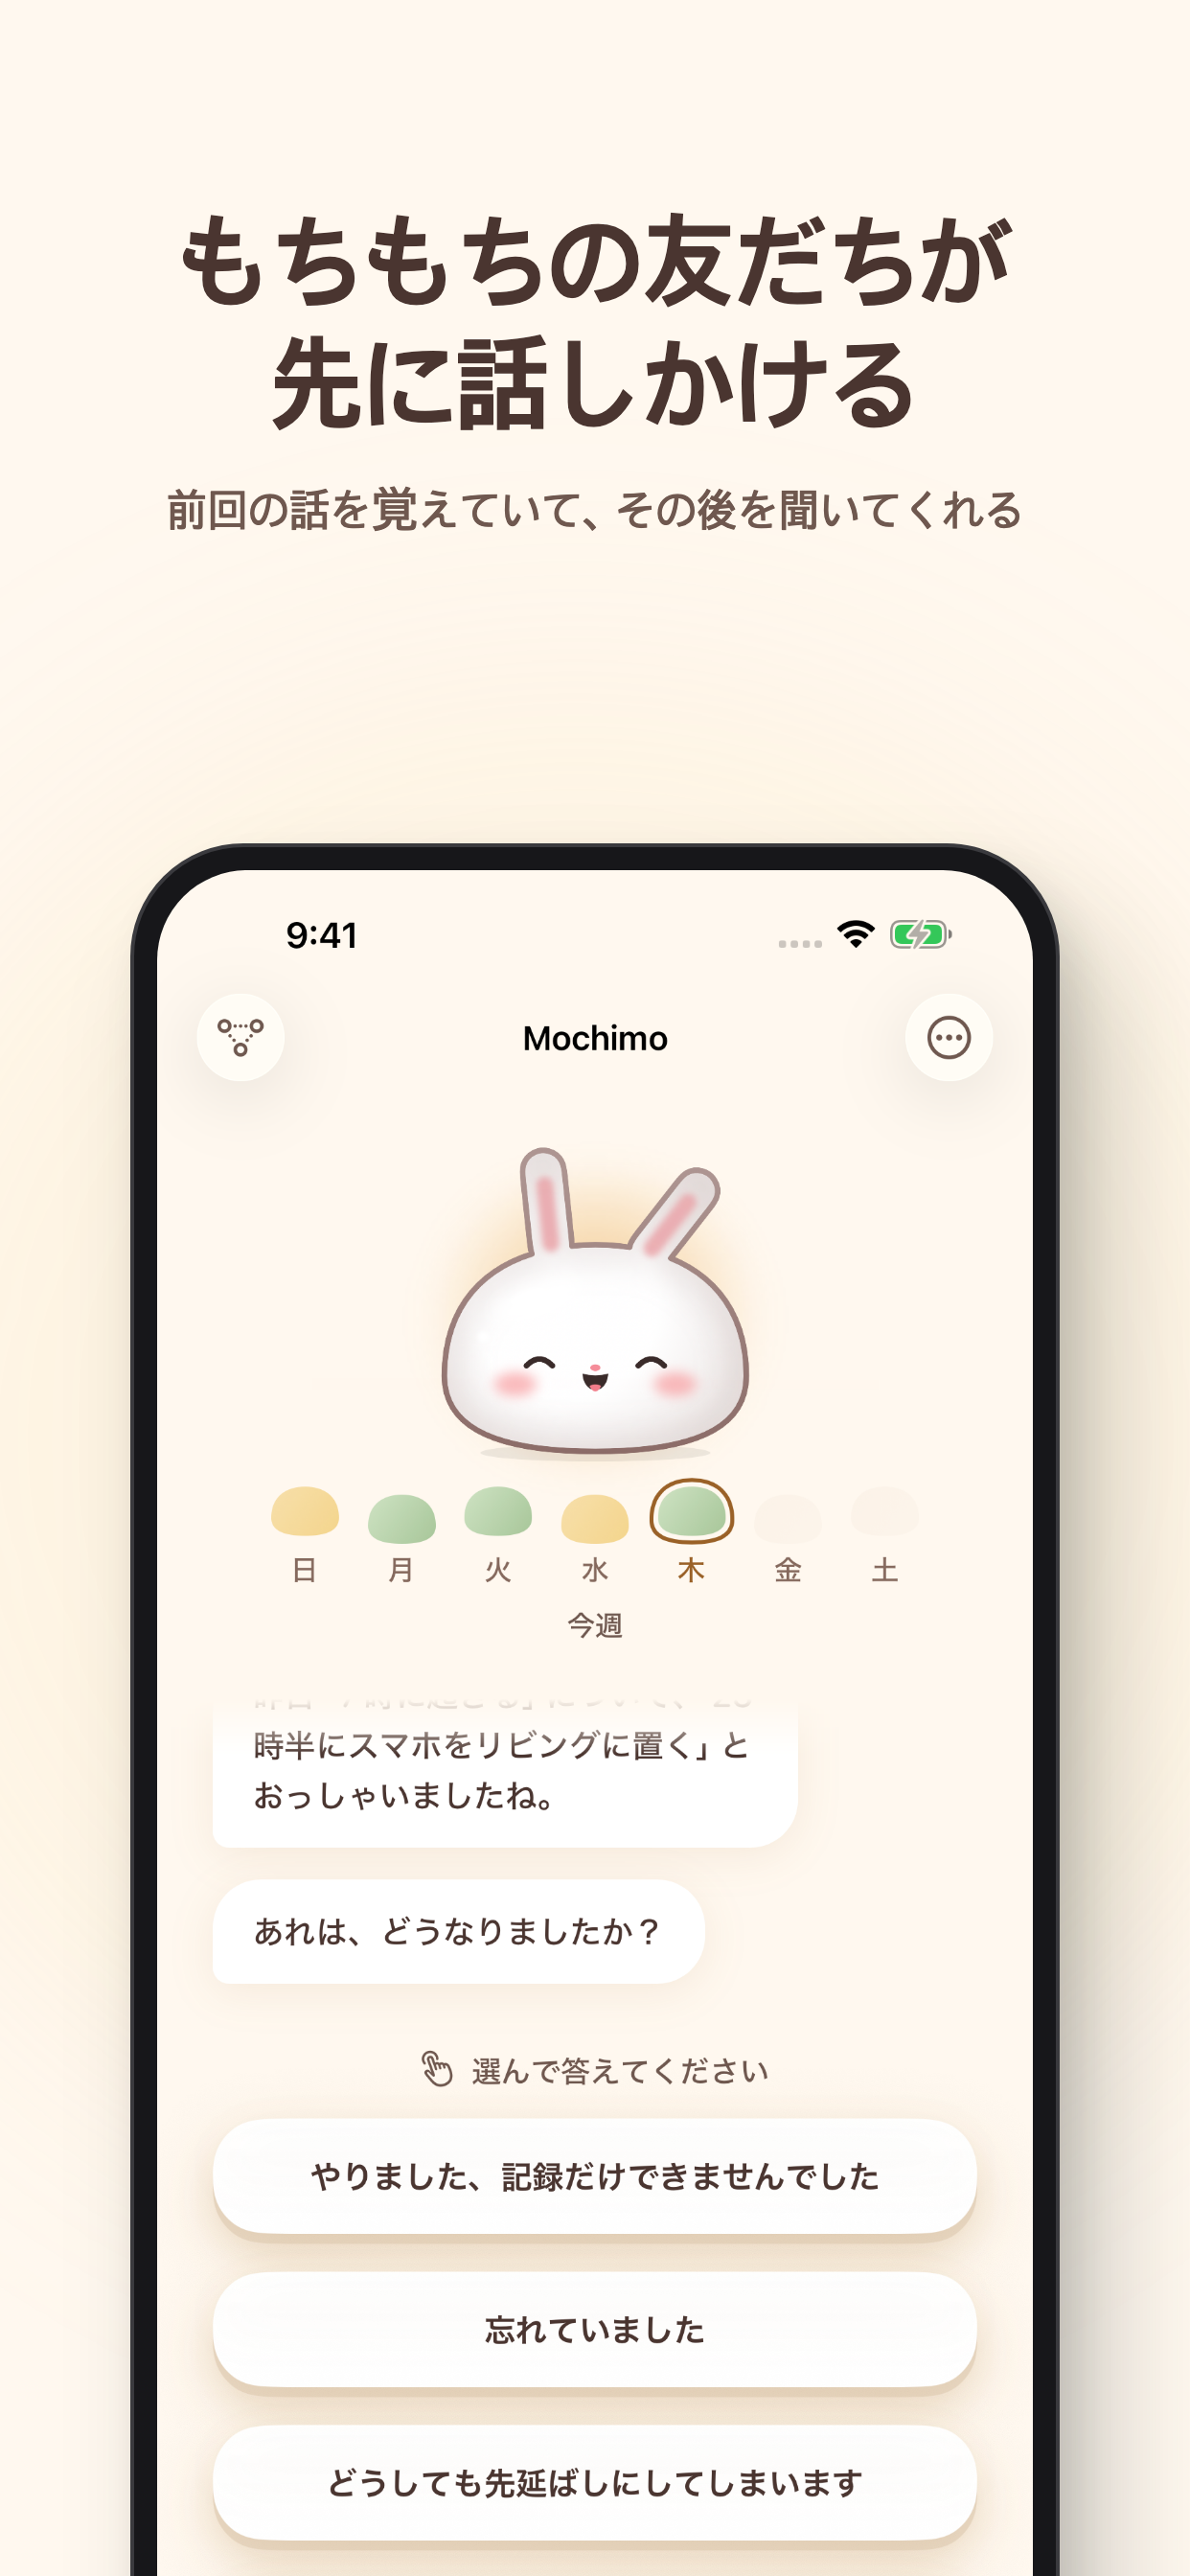 もちもちの友だちが
先に話しかける
前回の話を覚えていて、その後を聞いてくれる
9:41
Mochimo
日 月 火 水 木 金 土
今週
時半にスマホをリビングに置く」と
おっしゃいましたね。
あれは、どうなりましたか？
選んで答えてください
やりました、記録だけできませんでした
忘れていました
どうしても先延ばしにしてしまいます